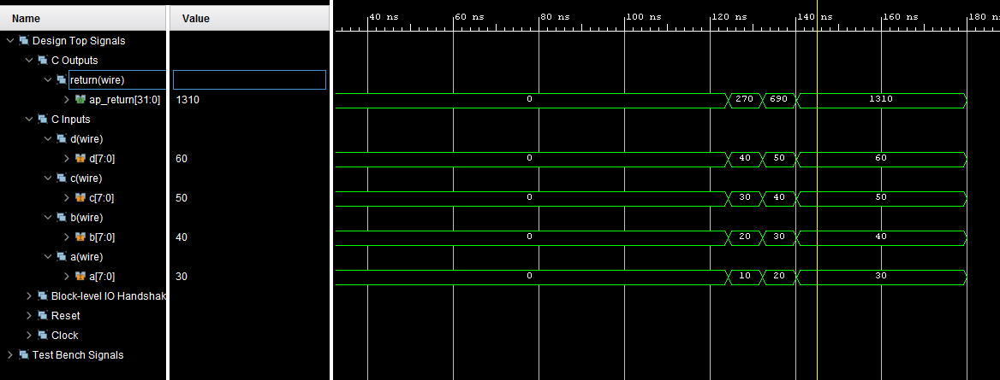 Name Value 40 ns 60 ns 80 ns 100 ns 120 ns 140 ns 160 ns 180 ns
Design Top Signals
C Outputs
return(wire)
ap_return[31:0] 1310 0 270 690 1310
C Inputs
d(wire)
d[7:0] 60 0 40 50 60
c(wire)
c[7:0] 50 0 30 40 50
b(wire)
b[7:0] 40 0 20 30 40
a(wire)
a[7:0] 30 0 10 20 30
Block-level IO Handshak
Reset
Clock
Test Bench Signals